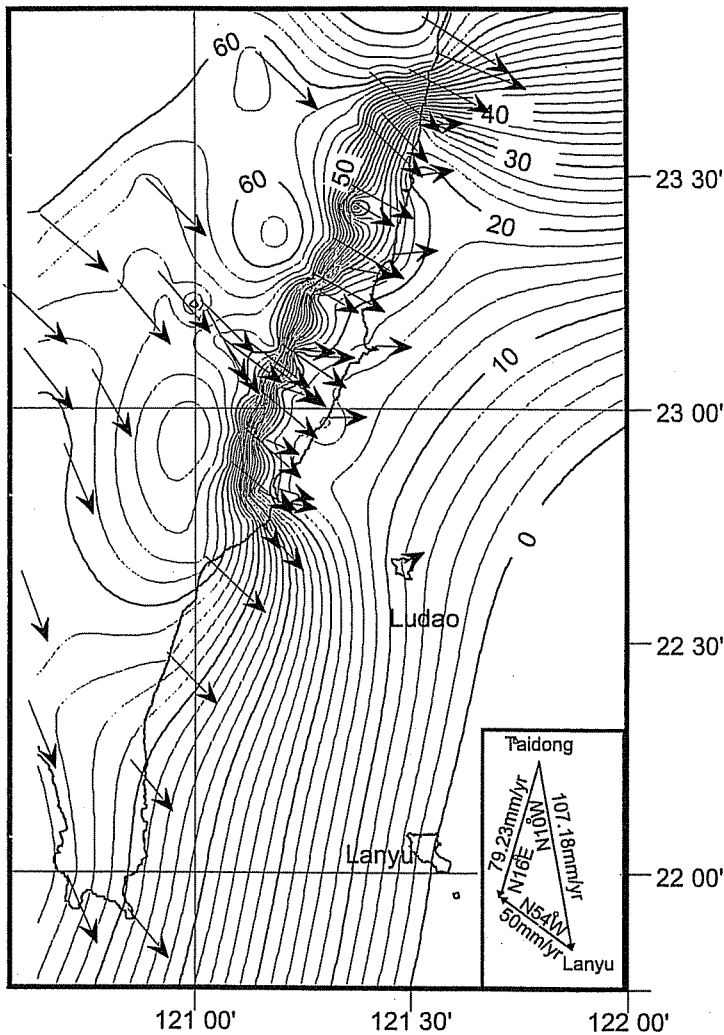 60
40
50
30
23 30'
60
20
10
23 00'
0
Ludao
22 30'
Taidong
79.23mm/yr
N16°E
N10°W
107.18mm/yr
Lanyu
22 00'
N54°W
50mm/yr
Lanyu
121 00'
121 30'
122 00'